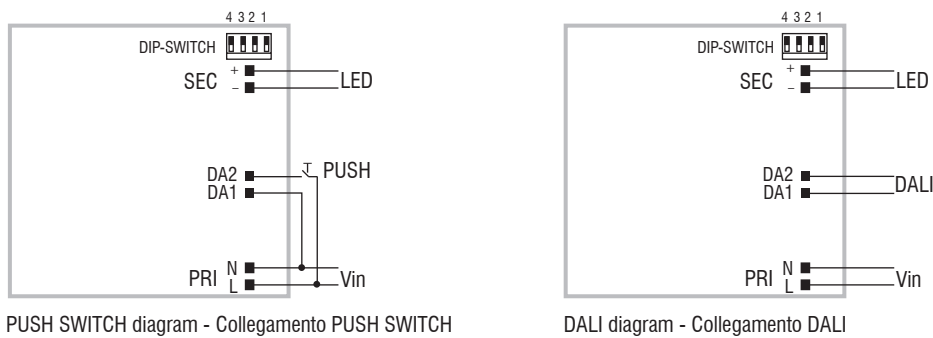 4 3 2 1
DIP-SWITCH
+
SEC
–
LED
DA2
PUSH
DA1
N
PRI
L
Vin
PUSH SWITCH diagram - Collegamento PUSH SWITCH
4 3 2 1
DIP-SWITCH
+
SEC
–
LED
DA2
DA1
DALI
N
PRI
L
Vin
DALI diagram - Collegamento DALI